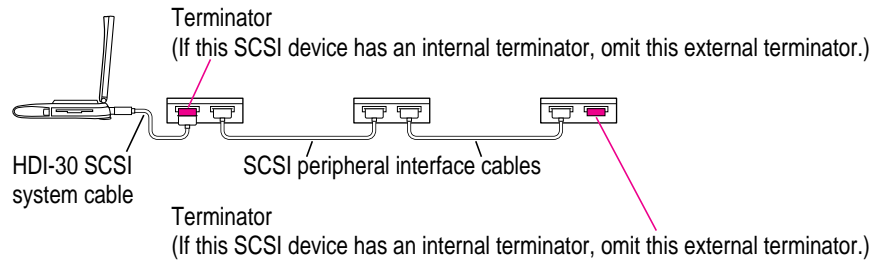 Terminator
(If this SCSI device has an internal terminator, omit this external terminator.)
HDI-30 SCSI
system cable
SCSI peripheral interface cables
Terminator
(If this SCSI device has an internal terminator, omit this external terminator.)